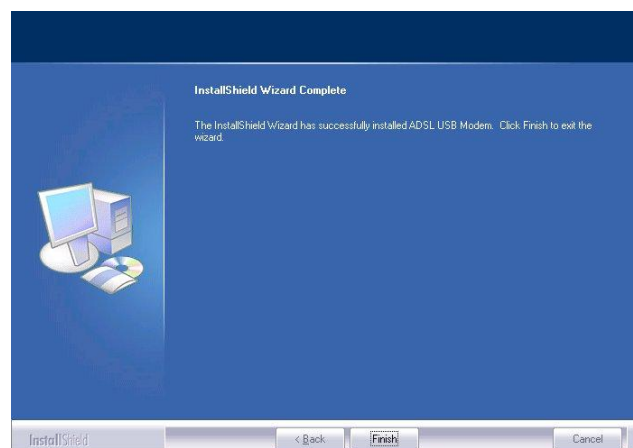 InstallShield Wizard Complete
The InstallShield Wizard has successfully installed ADSL USB Modem. Click Finish to exit the
wizard.
InstallShield
< Back
Finish
Cancel